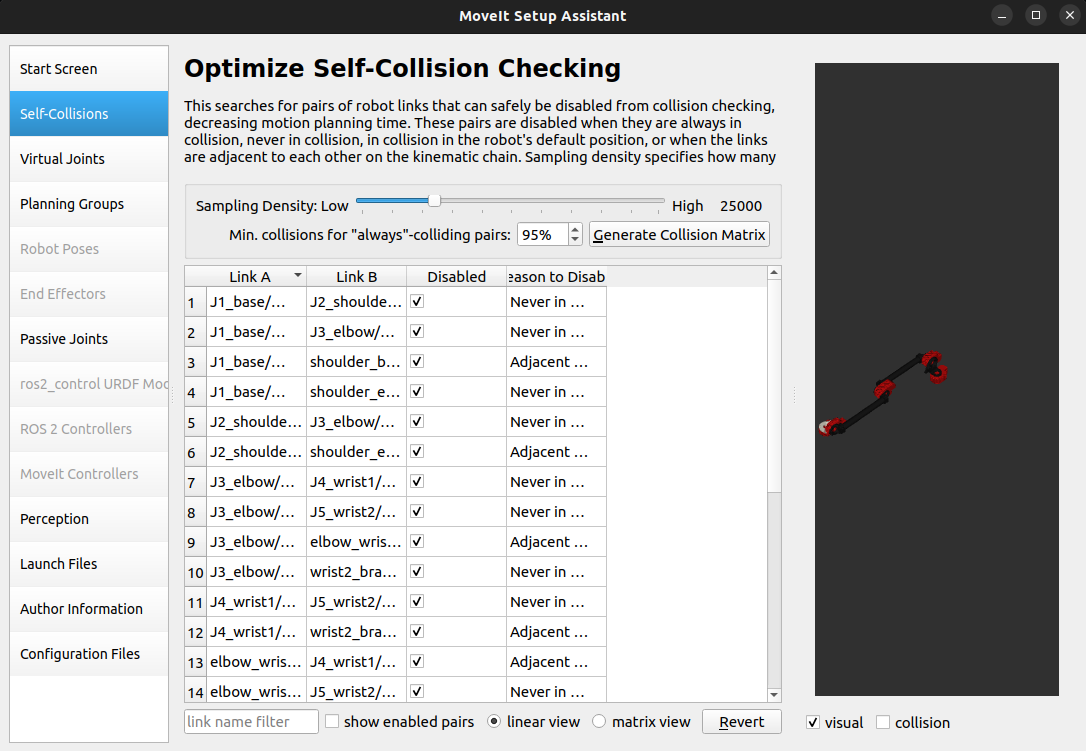 MoveIt Setup Assistant
Start Screen
Self-Collisions
Virtual Joints
Planning Groups
Robot Poses
End Effectors
Passive Joints
ros2_control URDF Moc
ROS 2 Controllers
MoveIt Controllers
Perception
Launch Files
Author Information
Configuration Files
Optimize Self-Collision Checking
This searches for pairs of robot links that can safely be disabled from collision checking,
decreasing motion planning time. These pairs are disabled when they are always in
collision, never in collision, in collision in the robot's default position, or when the links
are adjacent to each other on the kinematic chain. Sampling density specifies how many
Sampling Density: Low High 25000
Min. collisions for "always"-colliding pairs: 95% Generate Collision Matrix
Link A Link B Disabled eason to Disab
1 J1_base/... J2_shoulde... Never in ...
2 J1_base/... J3_elbow/... Never in ...
3 J1_base/... shoulder_b... Adjacent ...
4 J1_base/... shoulder_e... Never in ...
5 J2_shoulde... J3_elbow/... Never in ...
6 J2_shoulde... shoulder_e... Adjacent ...
7 J3_elbow/... J4_wrist1/... Never in ...
8 J3_elbow/... J5_wrist2/... Never in ...
9 J3_elbow/... elbow_wris... Adjacent ...
10 J3_elbow/... wrist2_bra... Never in ...
11 J4_wrist1/... J5_wrist2/... Never in ...
12 J4_wrist1/... wrist2_bra... Adjacent ...
13 elbow_wris... J4_wrist1/... Adjacent ...
14 elbow_wris... J5_wrist2/... Never in ...
link name filter show enabled pairs linear view matrix view Revert
visual collision